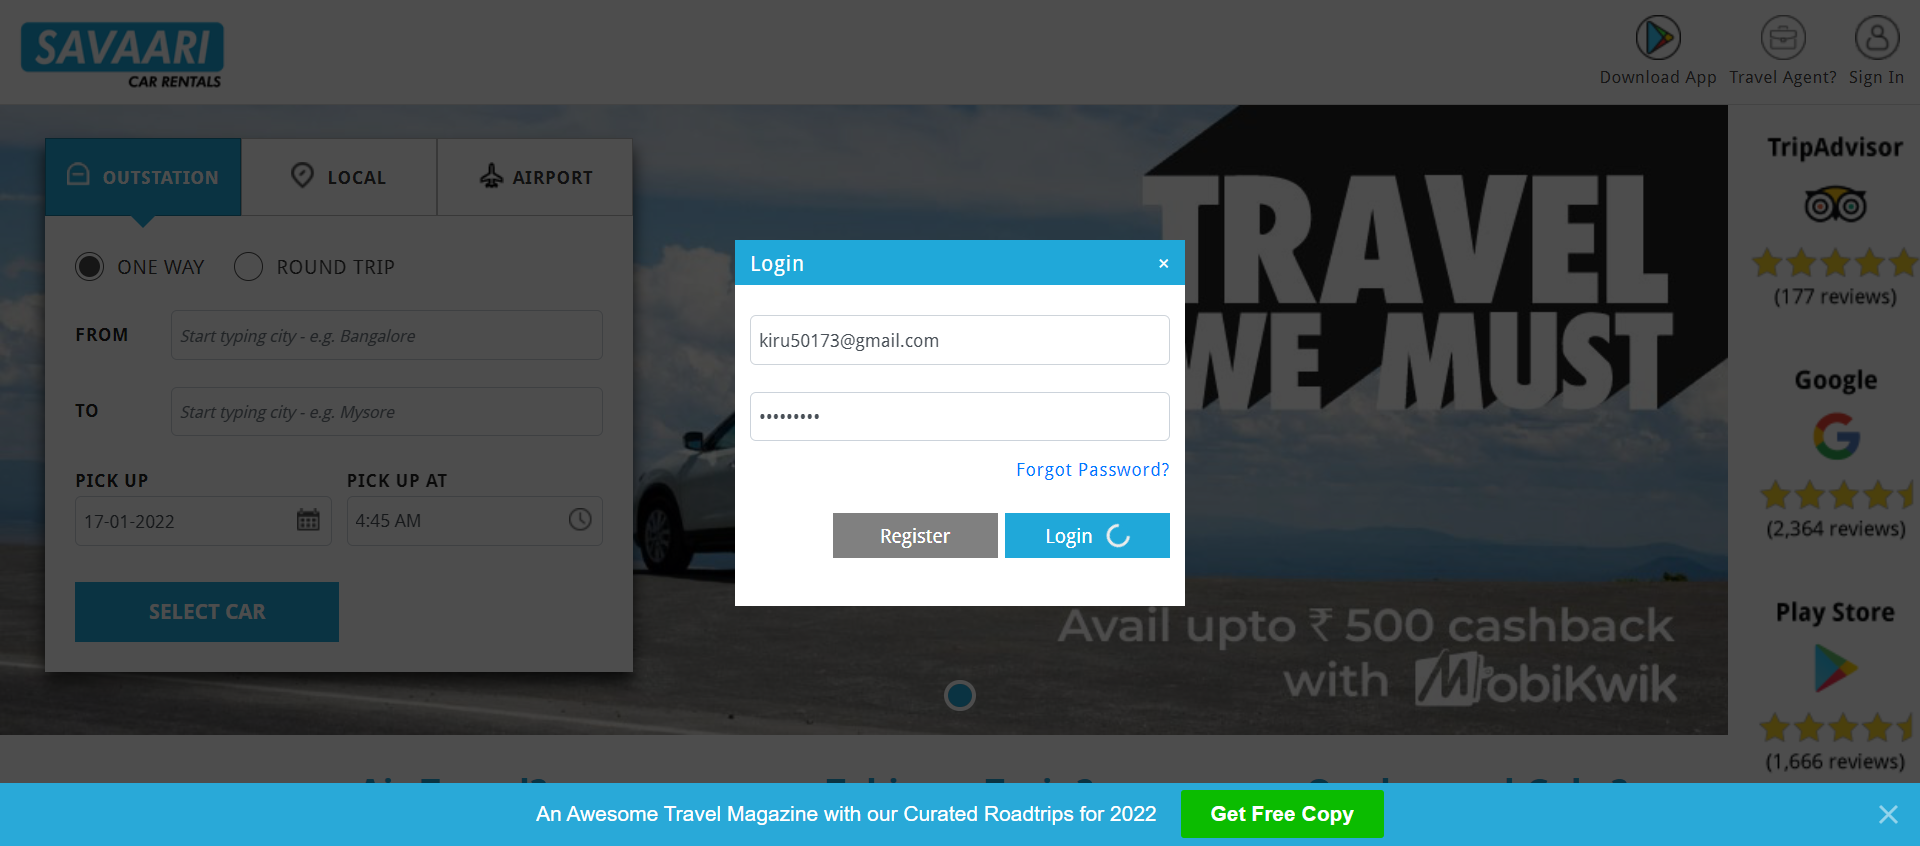 SAVAARI
CAR RENTALS
Download App
Travel Agent?
Sign In
OUTSTATION
LOCAL
AIRPORT
ONE WAY
ROUND TRIP
FROM
Start typing city - e.g. Bangalore
TO
Start typing city - e.g. Mysore
PICK UP
PICK UP AT
17-01-2022
4:45 AM
SELECT CAR
Login
×
kiru50173@gmail.com
•••••••••
Forgot Password?
Register
Login
TRAVEL
WE MUST
Avail upto ₹ 500 cashback
with MobiKwik
TripAdvisor
(177 reviews)
Google
(2,364 reviews)
Play Store
(1,666 reviews)
An Awesome Travel Magazine with our Curated Roadtrips for 2022
Get Free Copy